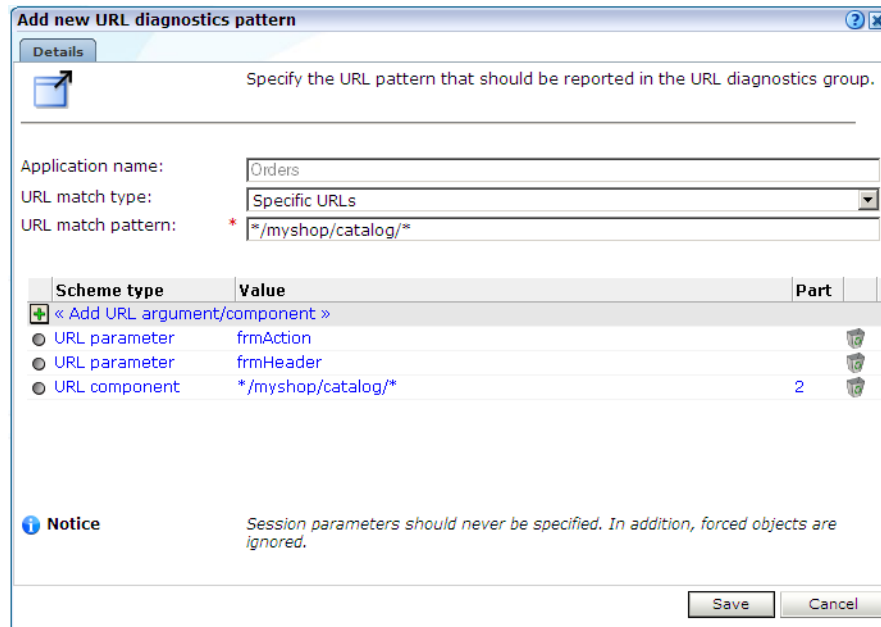 Add new URL diagnostics pattern
Details
Specify the URL pattern that should be reported in the URL diagnostics group.
Application name: Orders
URL match type: Specific URLs
URL match pattern: * */myshop/catalog/*
Scheme type Value Part
« Add URL argument/component »
URL parameter frmAction
URL parameter frmHeader
URL component */myshop/catalog/* 2
Notice Session parameters should never be specified. In addition, forced objects are
ignored.
Save Cancel